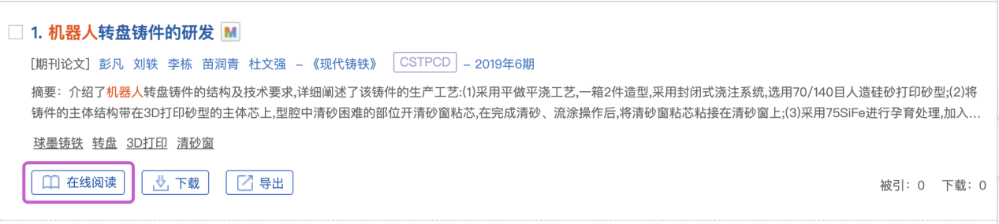 1. 机器人转盘铸件的研发 M
[期刊论文] 彭凡 刘轶 李栋 苗润青 杜文强 - 《现代铸铁》 CSTPCD - 2019年6期
摘要：介绍了机器人转盘铸件的结构及技术要求,详细阐述了该铸件的生产工艺:(1)采用平做平浇工艺,一箱2件造型,采用封闭式浇注系统,选用70/140目人造硅砂打印砂型;(2)将
铸件的主体结构带在3D打印砂型的主体芯上,型腔中清砂困难的部位开清砂窗粘芯,在完成清砂、流涂操作后,将清砂窗粘芯粘接在清砂窗上;(3)采用75SiFe进行孕育处理,加入...
球墨铸铁 转盘 3D打印 清砂窗
在线阅读 下载 导出 被引：0 下载：0